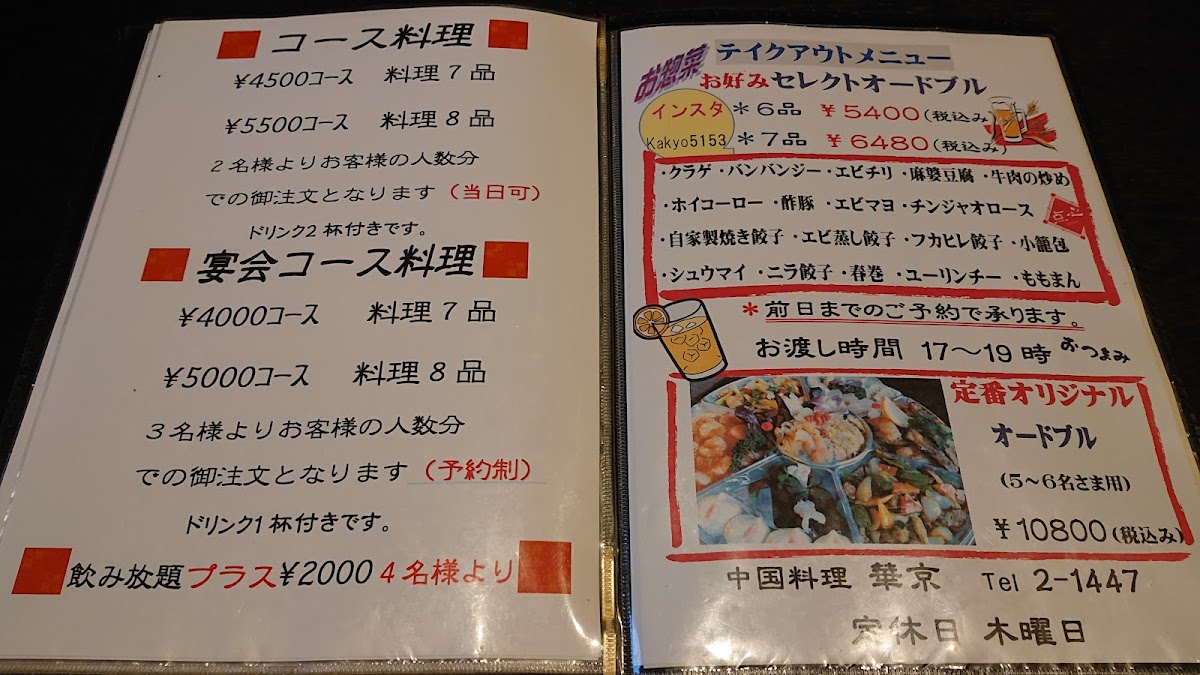 コース料理
¥4500コース 料理7品
¥5500コース 料理8品
2名様よりお客様の人数分
での御注文となります（当日可）
ドリンク2杯付きです。
宴会コース料理
¥4000コース 料理7品
¥5000コース 料理8品
3名様よりお客様の人数分
での御注文となります（予約制）
ドリンク1杯付きです。
飲み放題プラス¥2000 4名様より
お惣菜 テイクアウトメニュー
お好みセレクトオードブル
インスタ
Kakyo5153
＊6品 ￥5400（税込み）
＊7品 ￥6480（税込み）
・クラゲ ・バンバンジー ・エビチリ ・麻婆豆腐 ・牛肉の炒め
・ホイコーロー ・酢豚 ・エビマヨ ・チンジャオロース
・自家製焼き餃子 ・エビ蒸し餃子 ・フカヒレ餃子 ・小籠包
・シュウマイ ・ニラ餃子 ・春巻 ・ユーリンチー ・ももまん
＊前日までのご予約で承ります。
お渡し時間 17～19時 おつまみ
定番オリジナル
オードブル
（5～6名さま用）
￥10800（税込み）
中国料理 華京 Tel 2-1447
定休日 木曜日